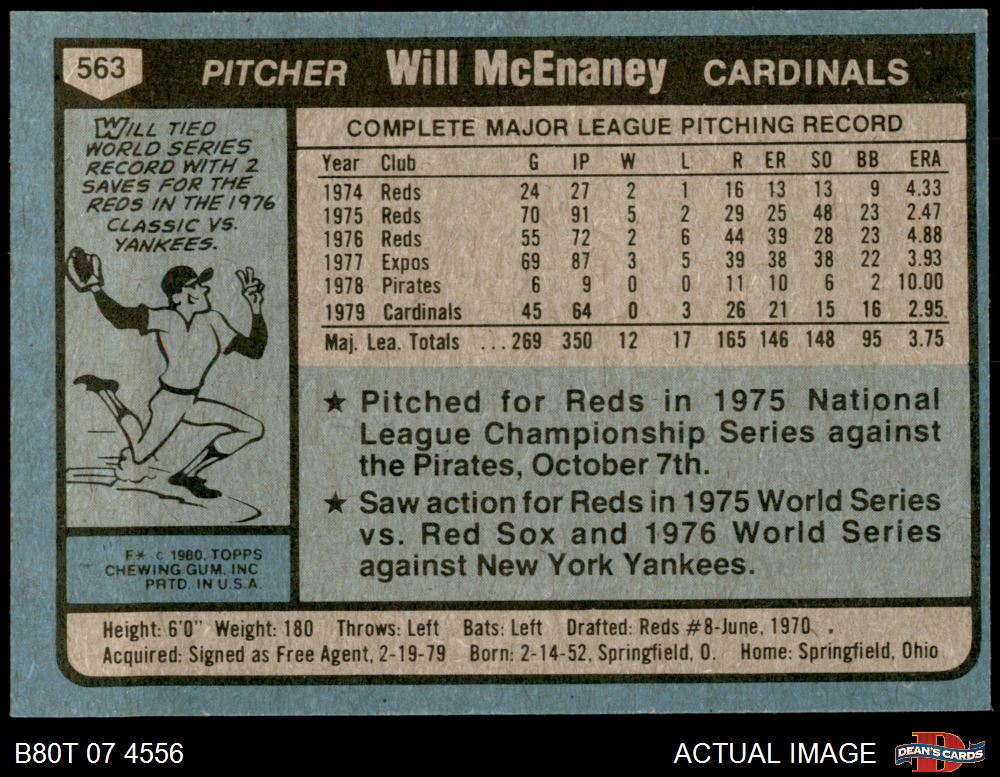 563 PITCHER Will McEnaney CARDINALS
WILL TIED
WORLD SERIES
RECORD WITH 2
SAVES FOR THE
REDS IN THE 1976
CLASSIC VS.
YANKEES.
COMPLETE MAJOR LEAGUE PITCHING RECORD
Year Club G IP W L R ER SO BB ERA
1974 Reds 24 27 2 1 16 13 13 9 4.33
1975 Reds 70 91 5 2 29 25 48 23 2.47
1976 Reds 55 72 2 6 44 39 28 23 4.88
1977 Expos 69 87 3 5 39 38 38 22 3.93
1978 Pirates 6 9 0 0 11 10 6 2 10.00
1979 Cardinals 45 64 0 3 26 21 15 16 2.95
Maj. Lea. Totals ...269 350 12 17 165 146 148 95 3.75
★ Pitched for Reds in 1975 National
League Championship Series against
the Pirates, October 7th.
★ Saw action for Reds in 1975 World Series
vs. Red Sox and 1976 World Series
against New York Yankees.
F* © 1980, TOPPS
CHEWING GUM, INC
PRTD. IN U.S.A.
Height: 6'0" Weight: 180 Throws: Left Bats: Left Drafted: Reds #8-June, 1970
Acquired: Signed as Free Agent, 2-19-79 Born: 2-14-52, Springfield, O. Home: Springfield, Ohio
B80T 07 4556 ACTUAL IMAGE D DEAN'S CARDS